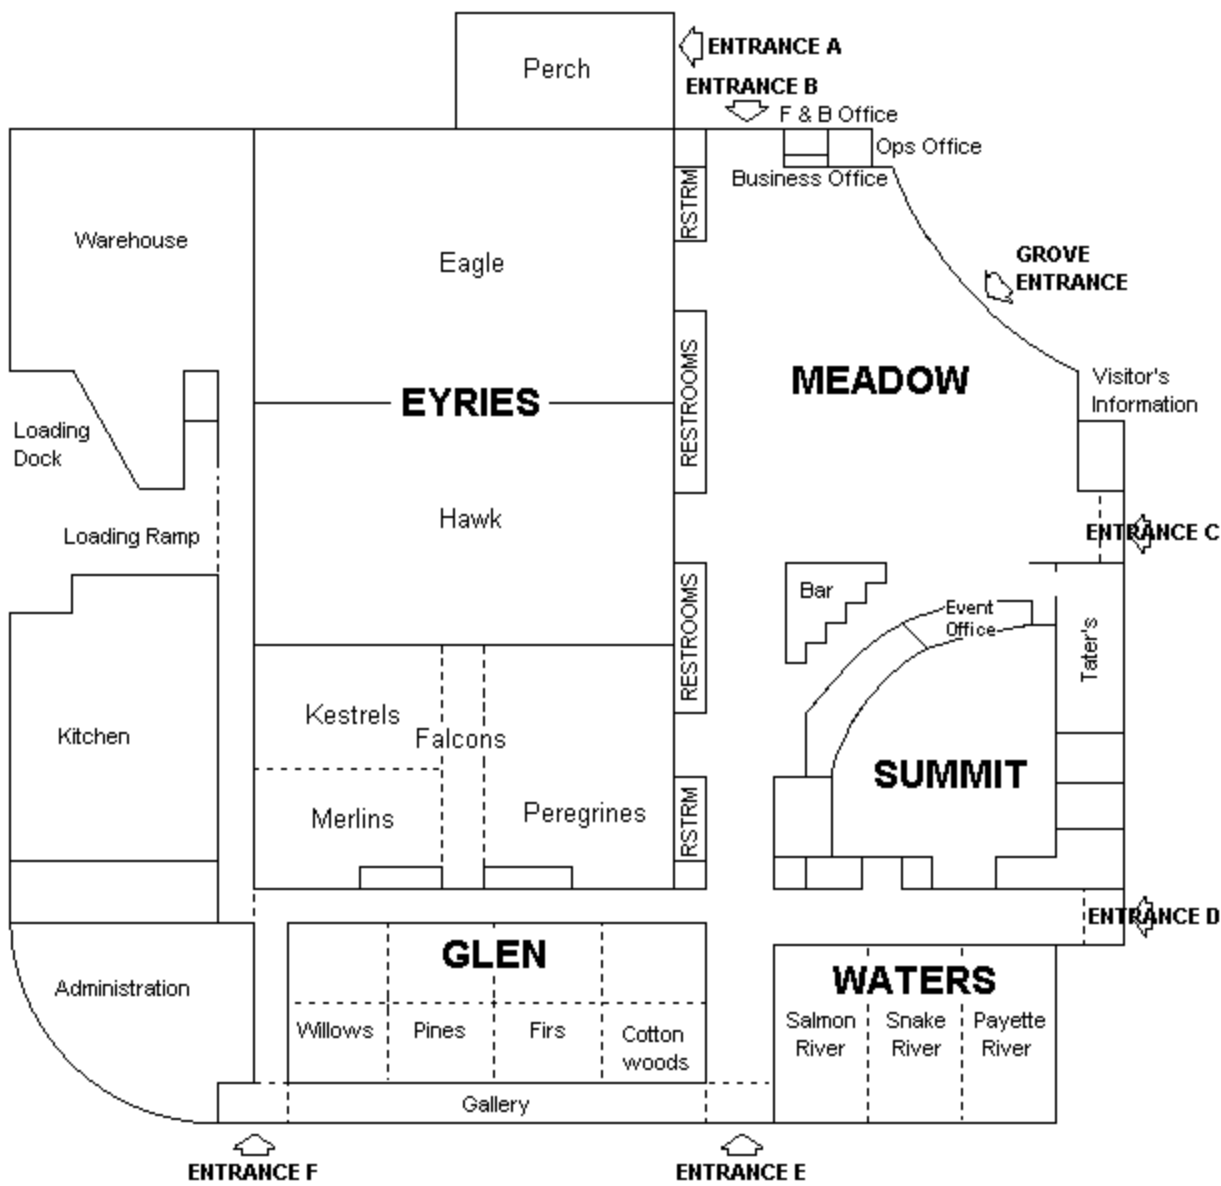 Perch
ENTRANCE A
ENTRANCE B
F & B Office
Ops Office
Business Office
RSTRM
Warehouse
Eagle
GROVE
ENTRANCE
EYRIES
MEADOW
RESTROOMS
Visitor's
Information
Loading
Dock
Hawk
Loading Ramp
ENTRANCE C
Bar
Event
Office
RESTROOMS
Tater's
Kestrels
Falcons
Kitchen
SUMMIT
Merlins
Peregrines
RSTRM
ENTRANCE D
GLEN
WATERS
Administration
Willows
Pines
Firs
Cotton
woods
Salmon
River
Snake
River
Payette
River
Gallery
ENTRANCE F
ENTRANCE E